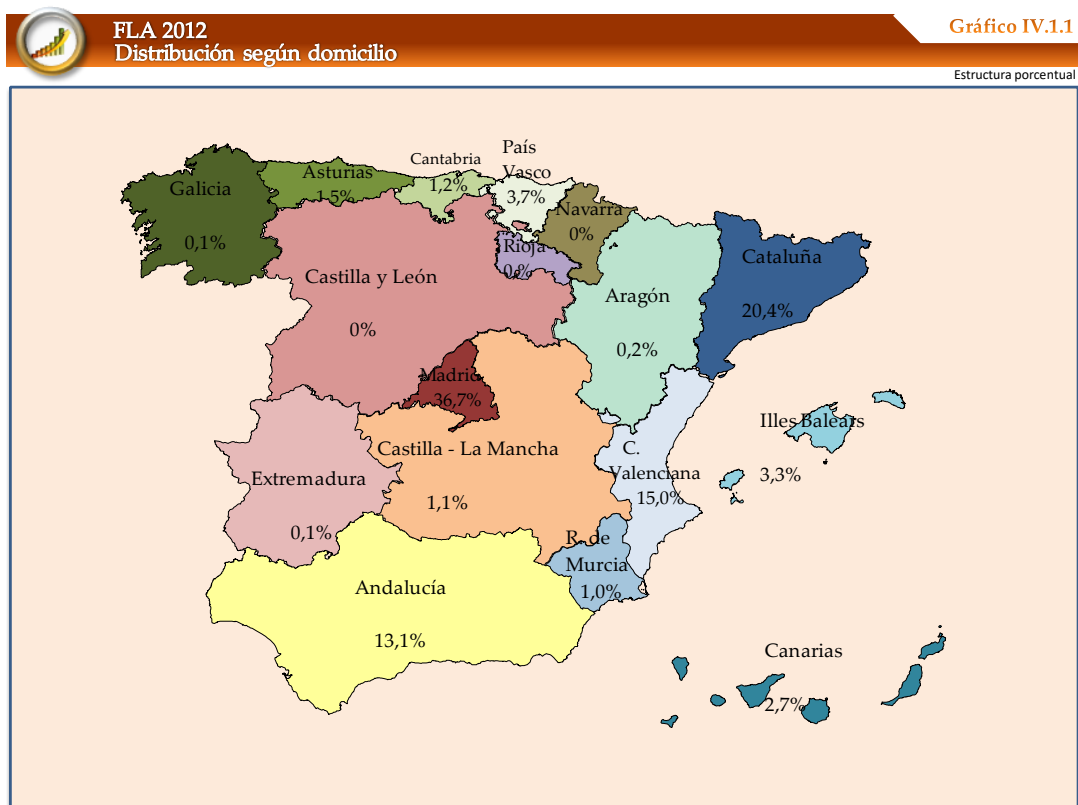 FLA 2012
Distribución según domicilio
Gráfico IV.1.1
Estructura porcentual
País
Vasco
3,7%
Cantabria
1,2%
Asturias
1,5%
Galicia
0,1%
Navarra
0%
Rioja
Castilla y León
0%
Aragón
0,2%
Cataluña
20,4%
Madrid
36,7%
Illes Balears
3,3%
Castilla - La Mancha
1,1%
C.
Valenciana
15,0%
Extremadura
0,1%
R. de
Murcia
1,0%
Andalucía
13,1%
Canarias
2,7%